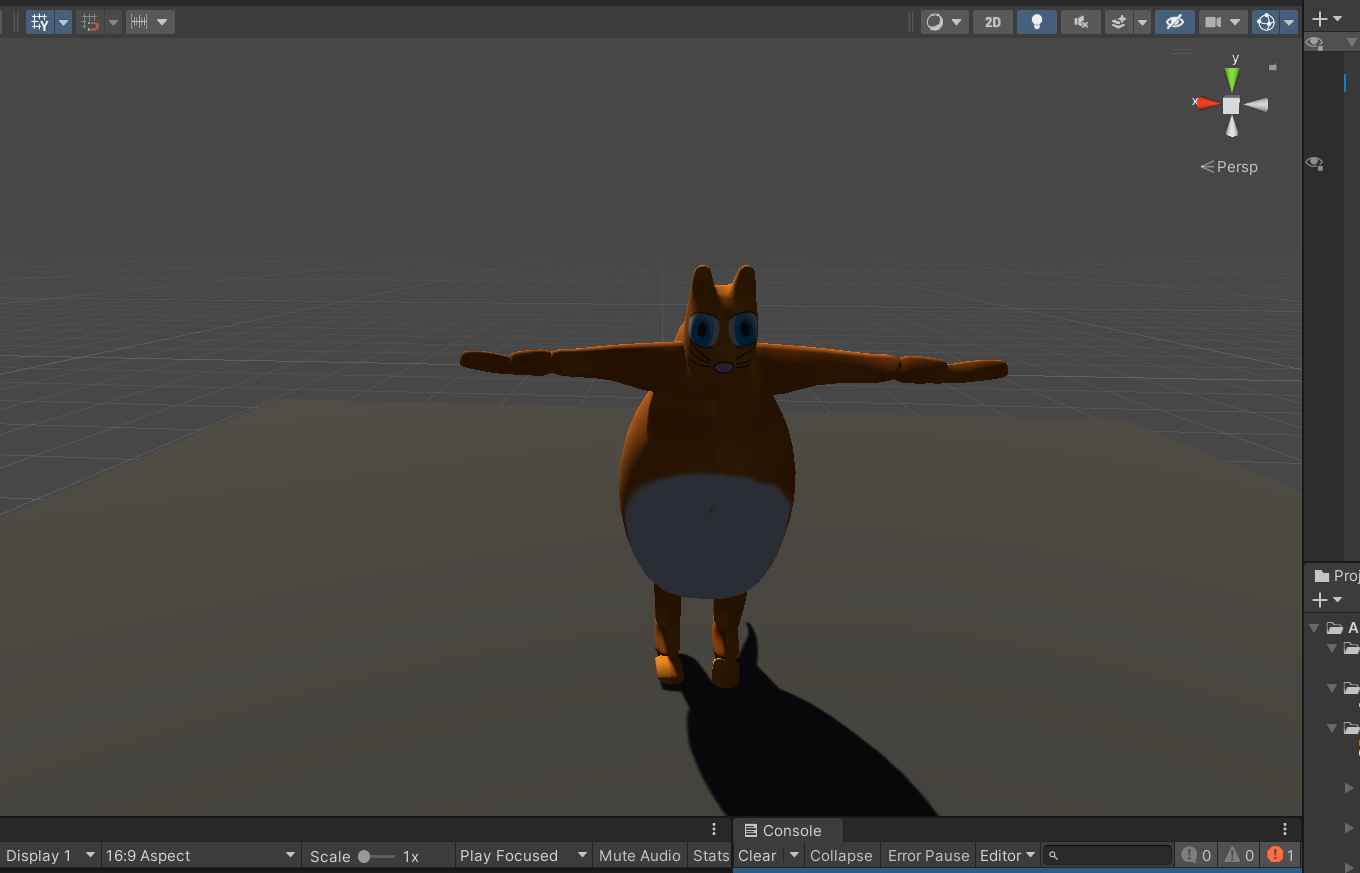 2D
y
x
Persp
Proj
A
Console
Display 1
16:9 Aspect
Scale
1x
Play Focused
Mute Audio
Stats
Clear
Collapse
Error Pause
Editor
0
0
1